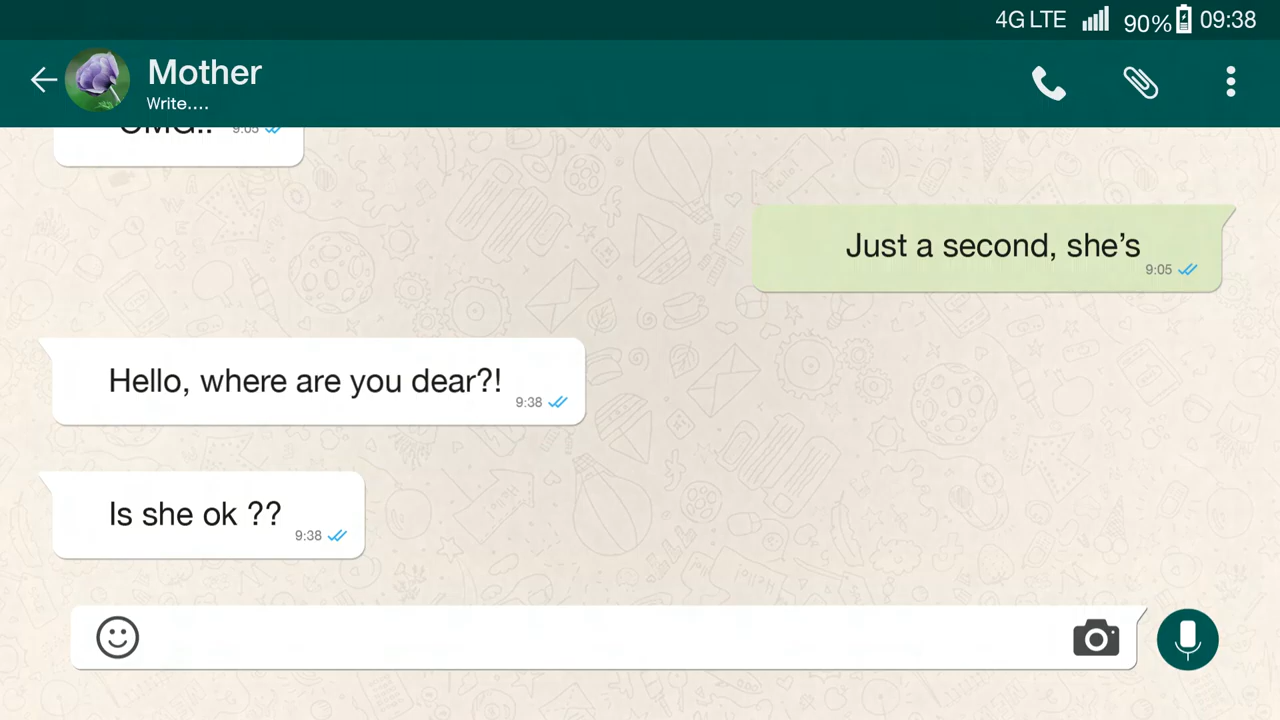 4G LTE 90% 09:38
Mother
Write....
OMG.. 9:05
Just a second, she’s
9:05
Hello, where are you dear?!
9:38
Is she ok ??
9:38